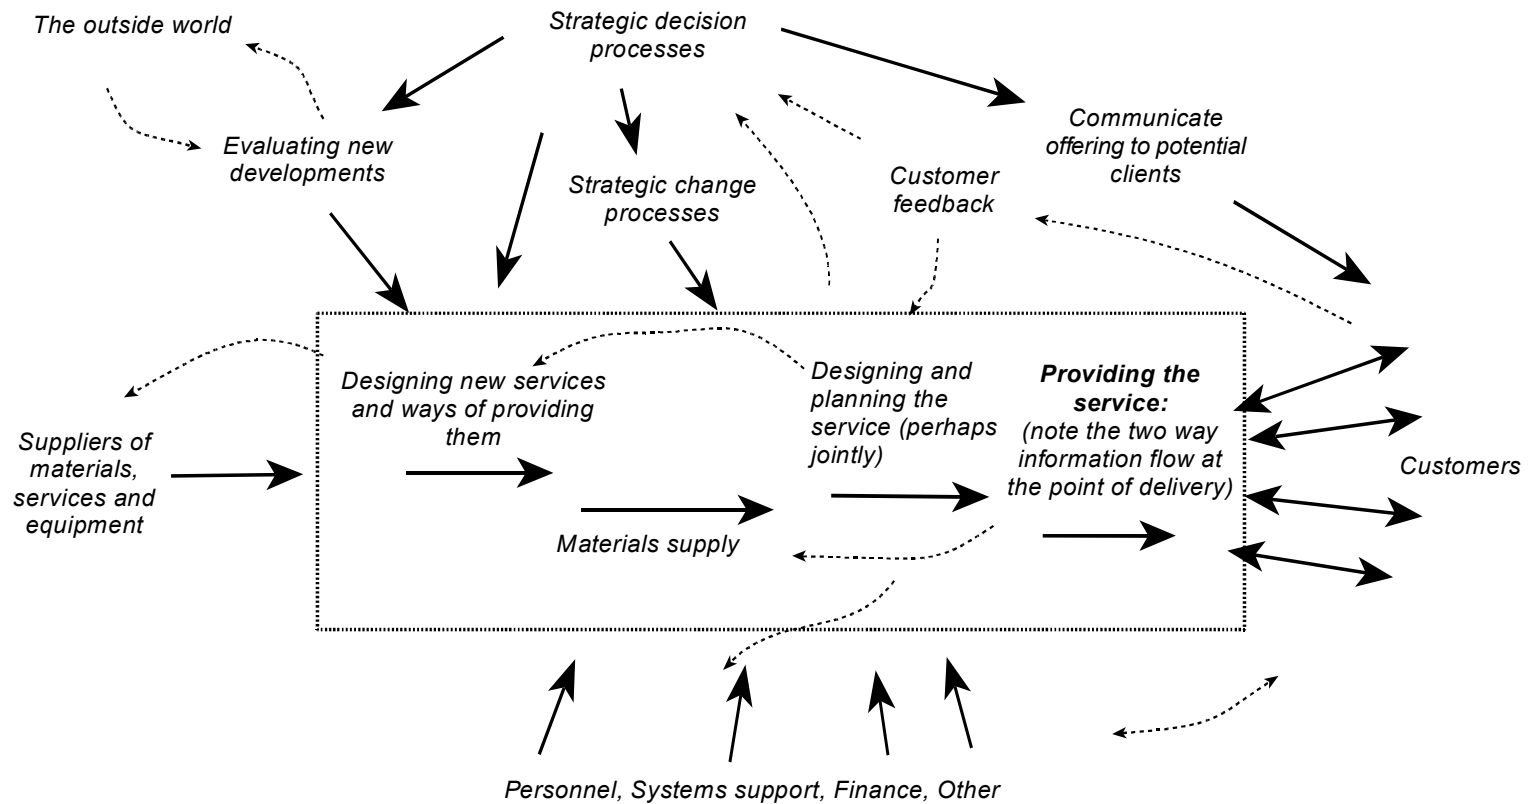 The outside world
Strategic decision
processes
Evaluating new
developments
Strategic change
processes
Customer
feedback
Communicate
offering to potential
clients
Suppliers of
materials,
services and
equipment
Designing new services
and ways of providing
them
Materials supply
Designing and
planning the
service (perhaps
jointly)
Providing the
service:
(note the two way
information flow at
the point of delivery)
Customers
Personnel, Systems support, Finance, Other